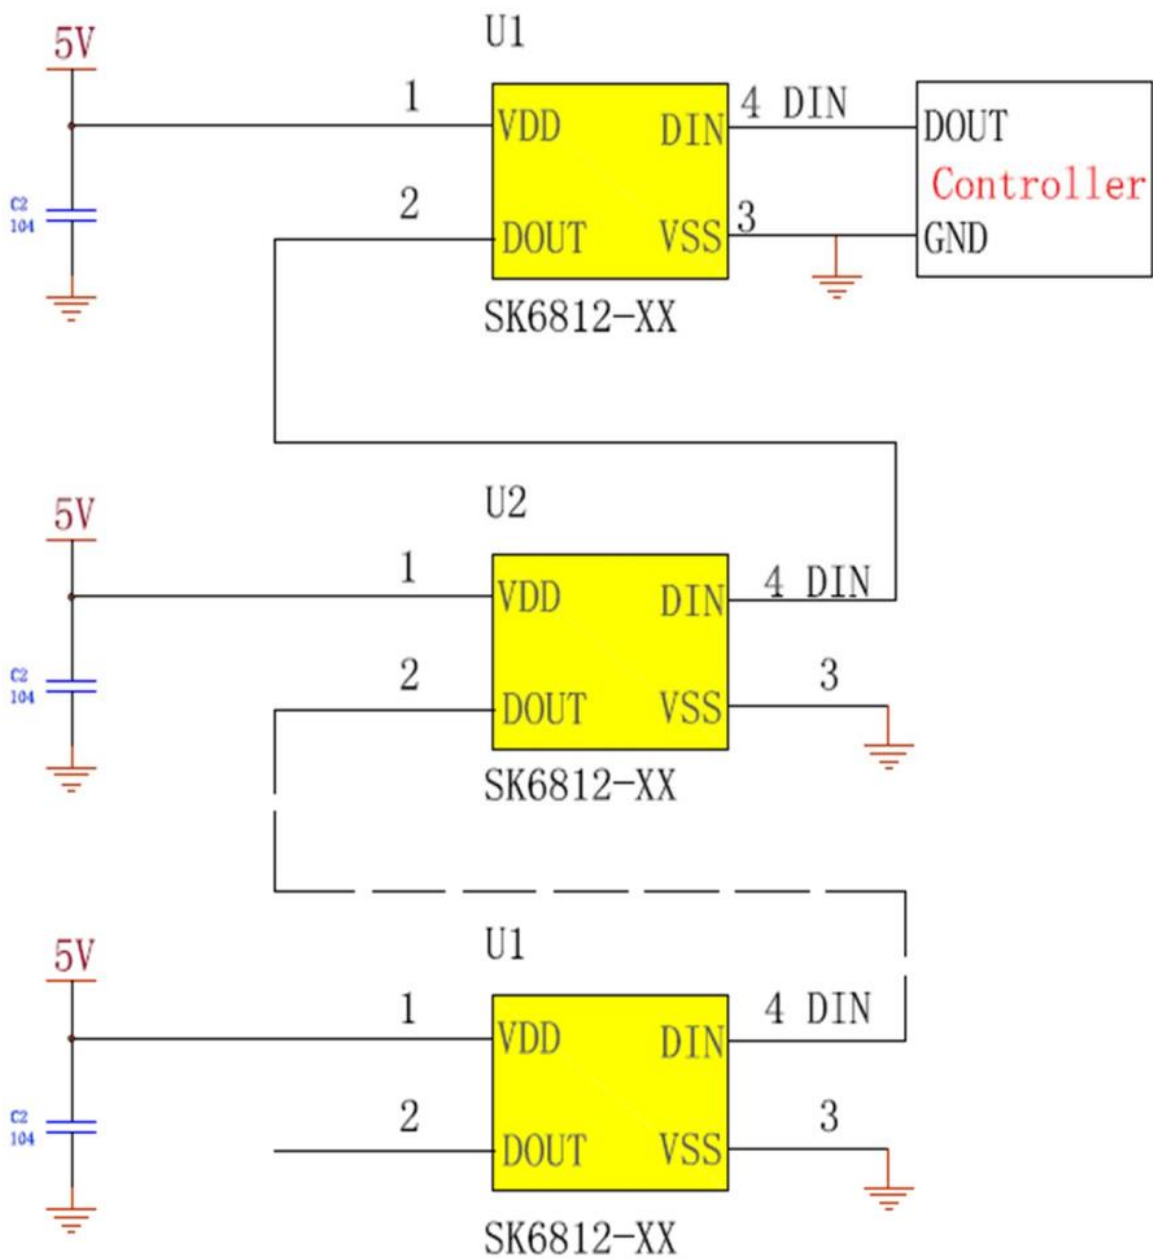 U1
5V
1
4 DIN
VDD
DIN
DOUT
Controller
C2
104
2
3
DOUT
VSS
GND
SK6812-XX
U2
5V
1
4 DIN
VDD
DIN
C2
104
2
3
DOUT
VSS
SK6812-XX
U1
5V
1
4 DIN
VDD
DIN
C2
104
2
3
DOUT
VSS
SK6812-XX